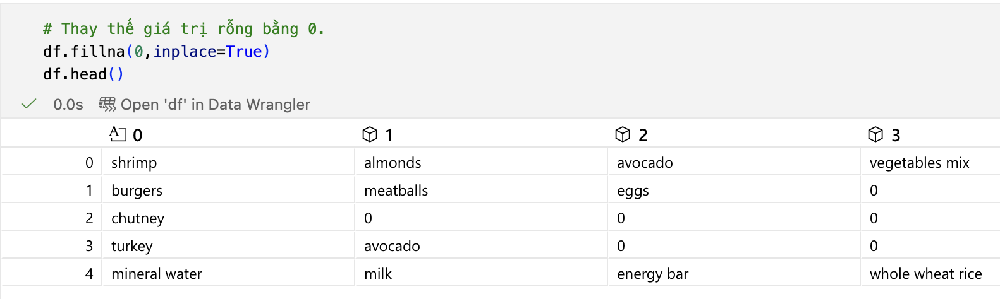 # Thay thế giá trị rỗng bằng 0.
df.fillna(0,inplace=True)
df.head()
0.0s Open 'df' in Data Wrangler
0 1 2 3
0 shrimp almonds avocado vegetables mix
1 burgers meatballs eggs 0
2 chutney 0 0 0
3 turkey avocado 0 0
4 mineral water milk energy bar whole wheat rice